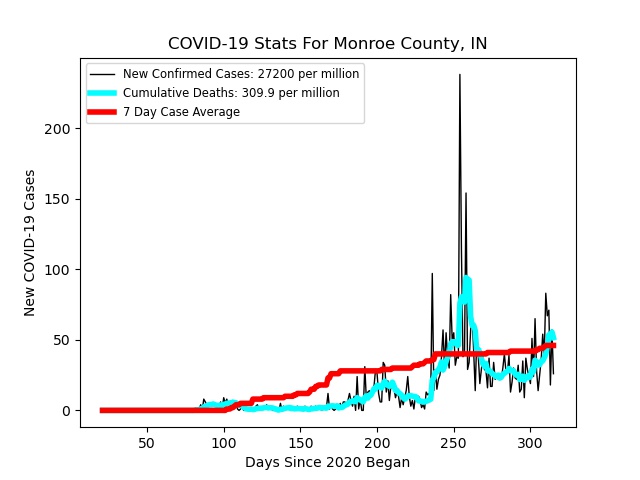 COVID-19 Stats For Monroe County, IN
New Confirmed Cases: 27200 per million
Cumulative Deaths: 309.9 per million
7 Day Case Average
New COVID-19 Cases
200
150
100
50
0
50 100 150 200 250 300
Days Since 2020 Began